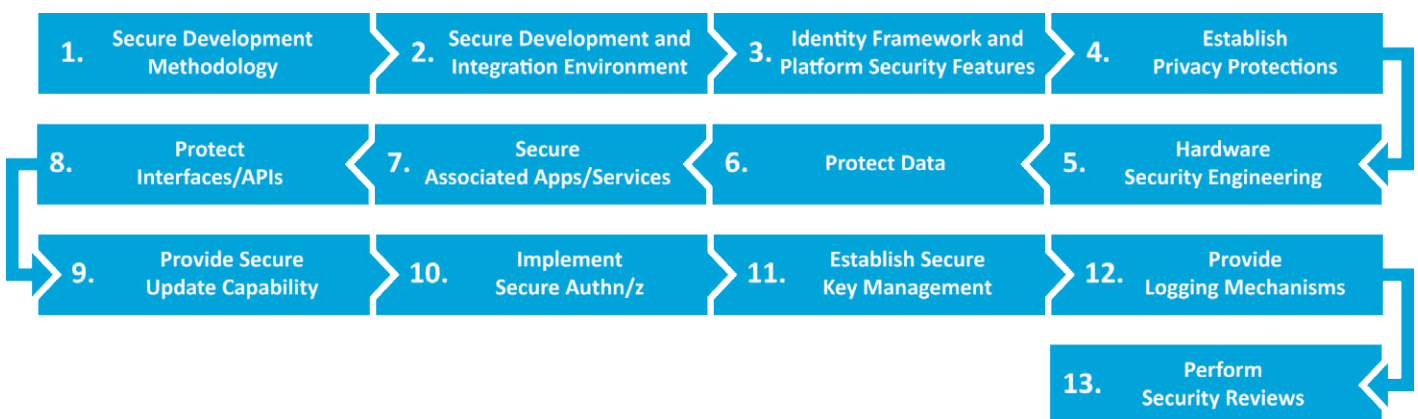 1. Secure Development
Methodology
2. Secure Development and
Integration Environment
3. Identity Framework and
Platform Security Features
4. Establish
Privacy Protections
5. Hardware
Security Engineering
6. Protect Data
7. Secure
Associated Apps/Services
8. Protect
Interfaces/APIs
9. Provide Secure
Update Capability
10. Implement
Secure Authn/z
11. Establish Secure
Key Management
12. Provide
Logging Mechanisms
13. Perform
Security Reviews